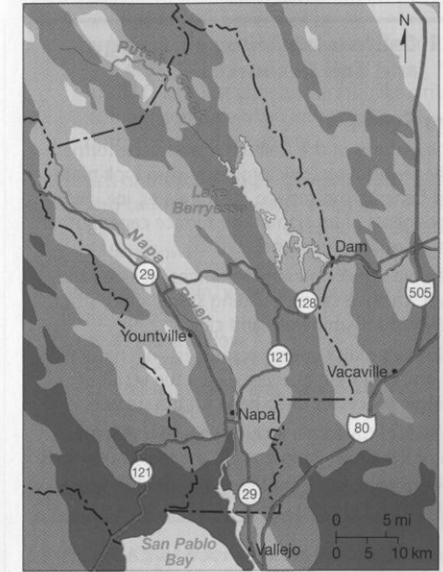 N
Putah Creek
Lake
Berryessa
Napa
River
Dam
29
128
505
Yountville
121
Vacaville
Napa
80
121
29
0 5 mi
0 5 10 km
San Pablo
Bay
Vallejo